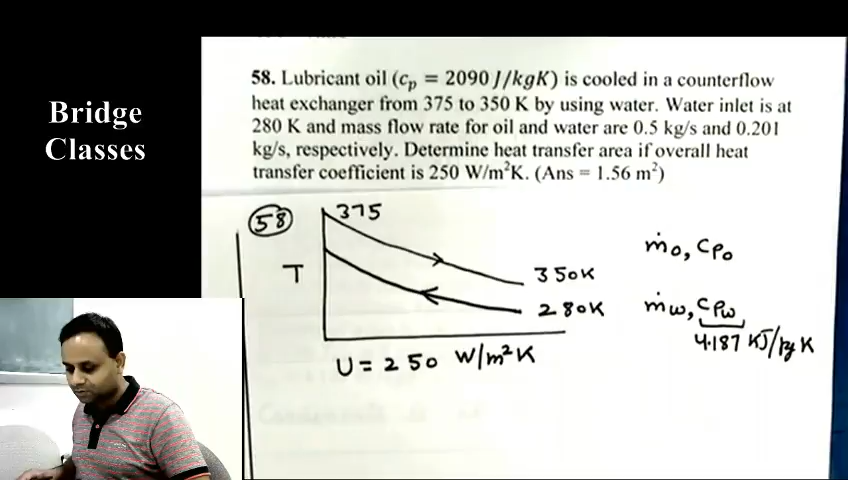 Bridge
Classes
58. Lubricant oil (cₚ = 2090 J/kgK) is cooled in a counterflow
heat exchanger from 375 to 350 K by using water. Water inlet is at
280 K and mass flow rate for oil and water are 0.5 kg/s and 0.201
kg/s, respectively. Determine heat transfer area if overall heat
transfer coefficient is 250 W/m²K. (Ans = 1.56 m²)
58
375
T
350K
280K
ṁo, Cpo
ṁw, Cpw
4.187 KJ/kg K
U = 250 W/m²K